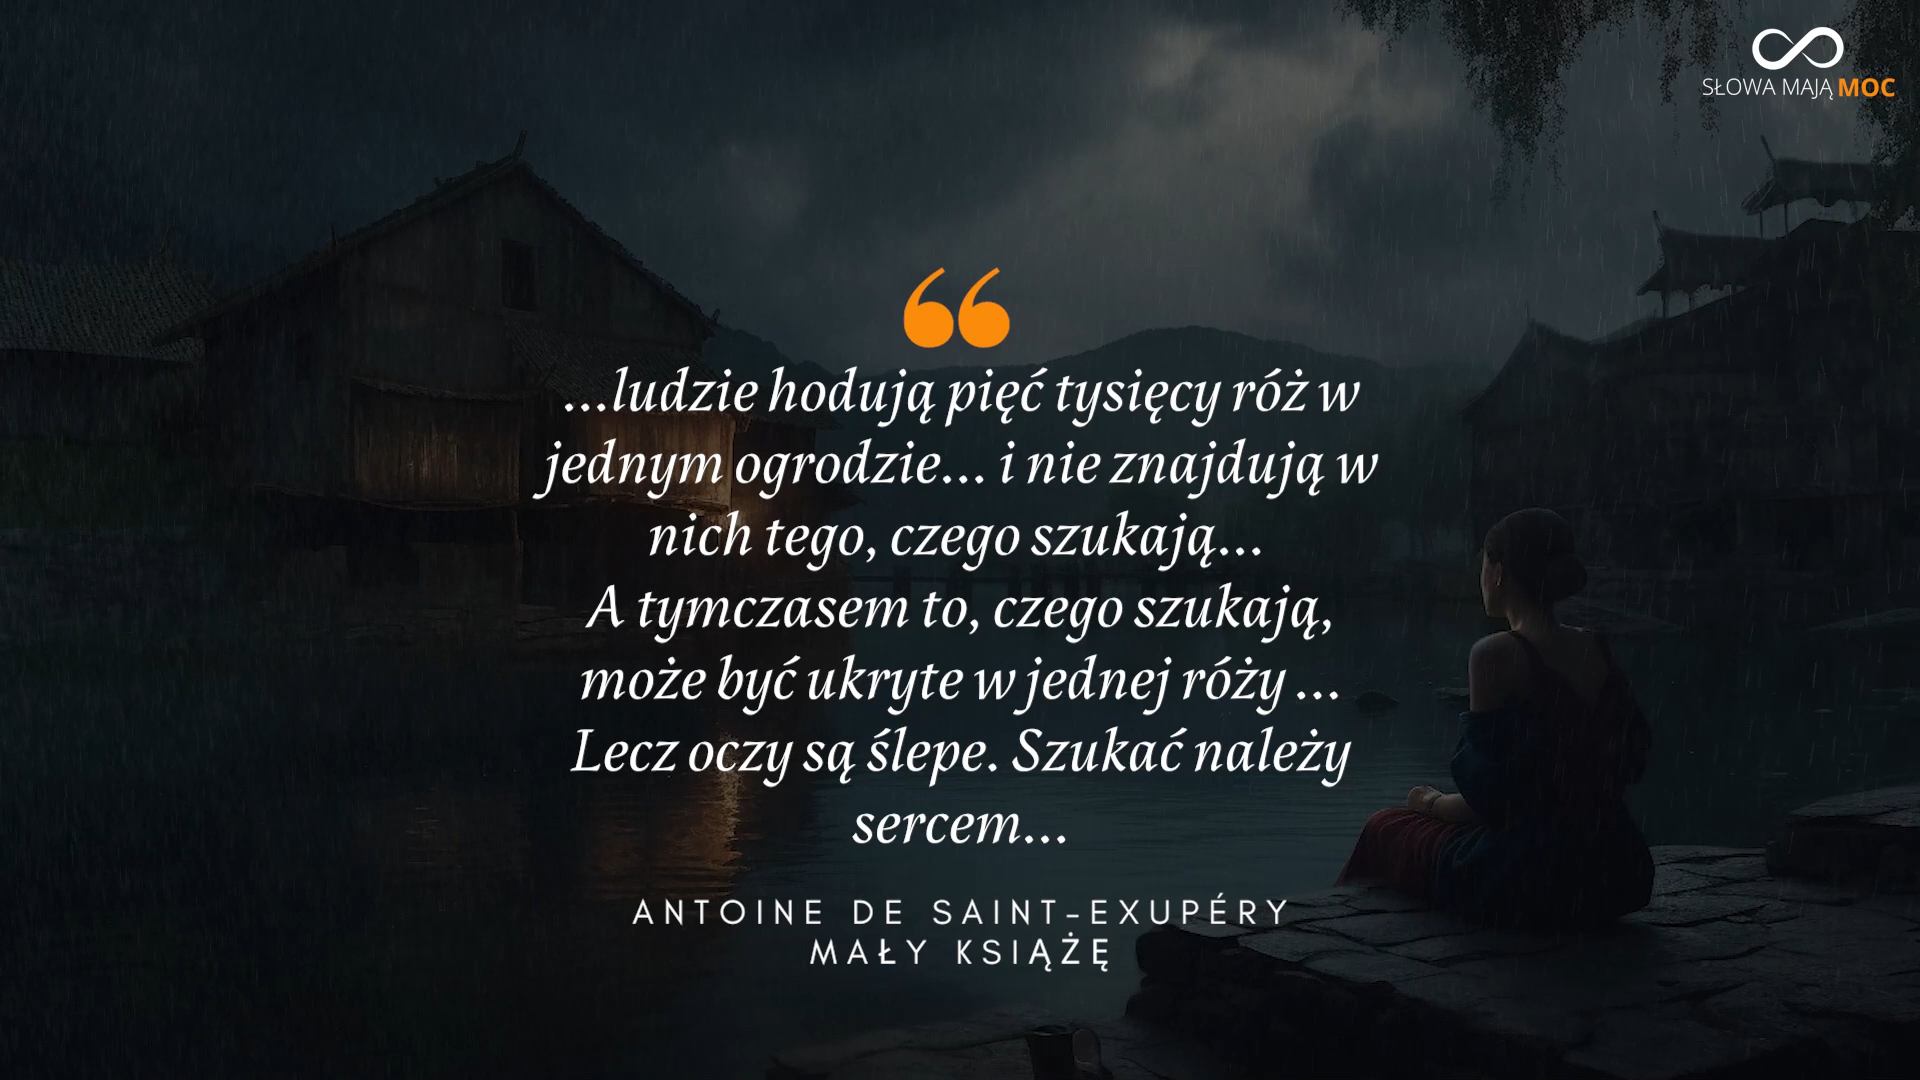 SŁOWA MAJĄ MOC
...ludzie hodują pięć tysięcy róż w
jednym ogrodzie... i nie znajdują w
nich tego, czego szukają...
A tymczasem to, czego szukają,
może być ukryte w jednej róży ...
Lecz oczy są ślepe. Szukać należy
sercem...
ANTOINE DE SAINT-EXUPÉRY
MAŁY KSIĄŻĘ